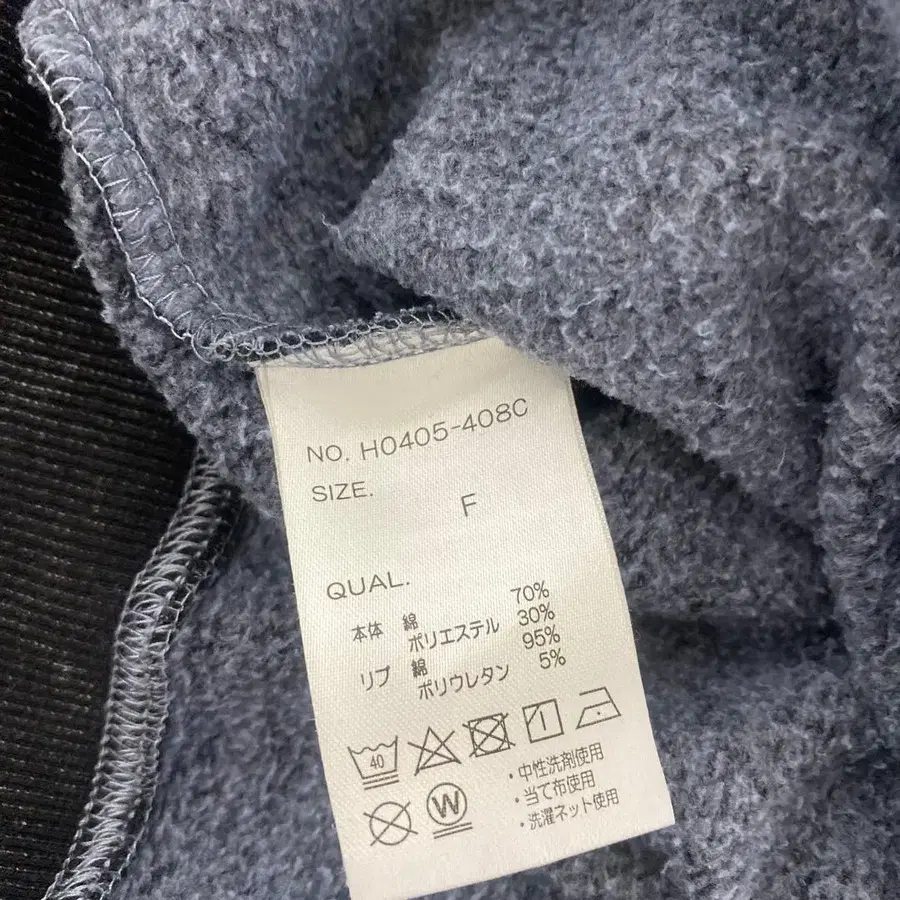 NO. H0405-408C
SIZE.
F
QUAL.
本体 綿 70%
ポリエステル 30%
リブ 綿 95%
ポリウレタン 5%
40
W
・中性洗剤使用
・当て布使用
・洗濯ネット使用